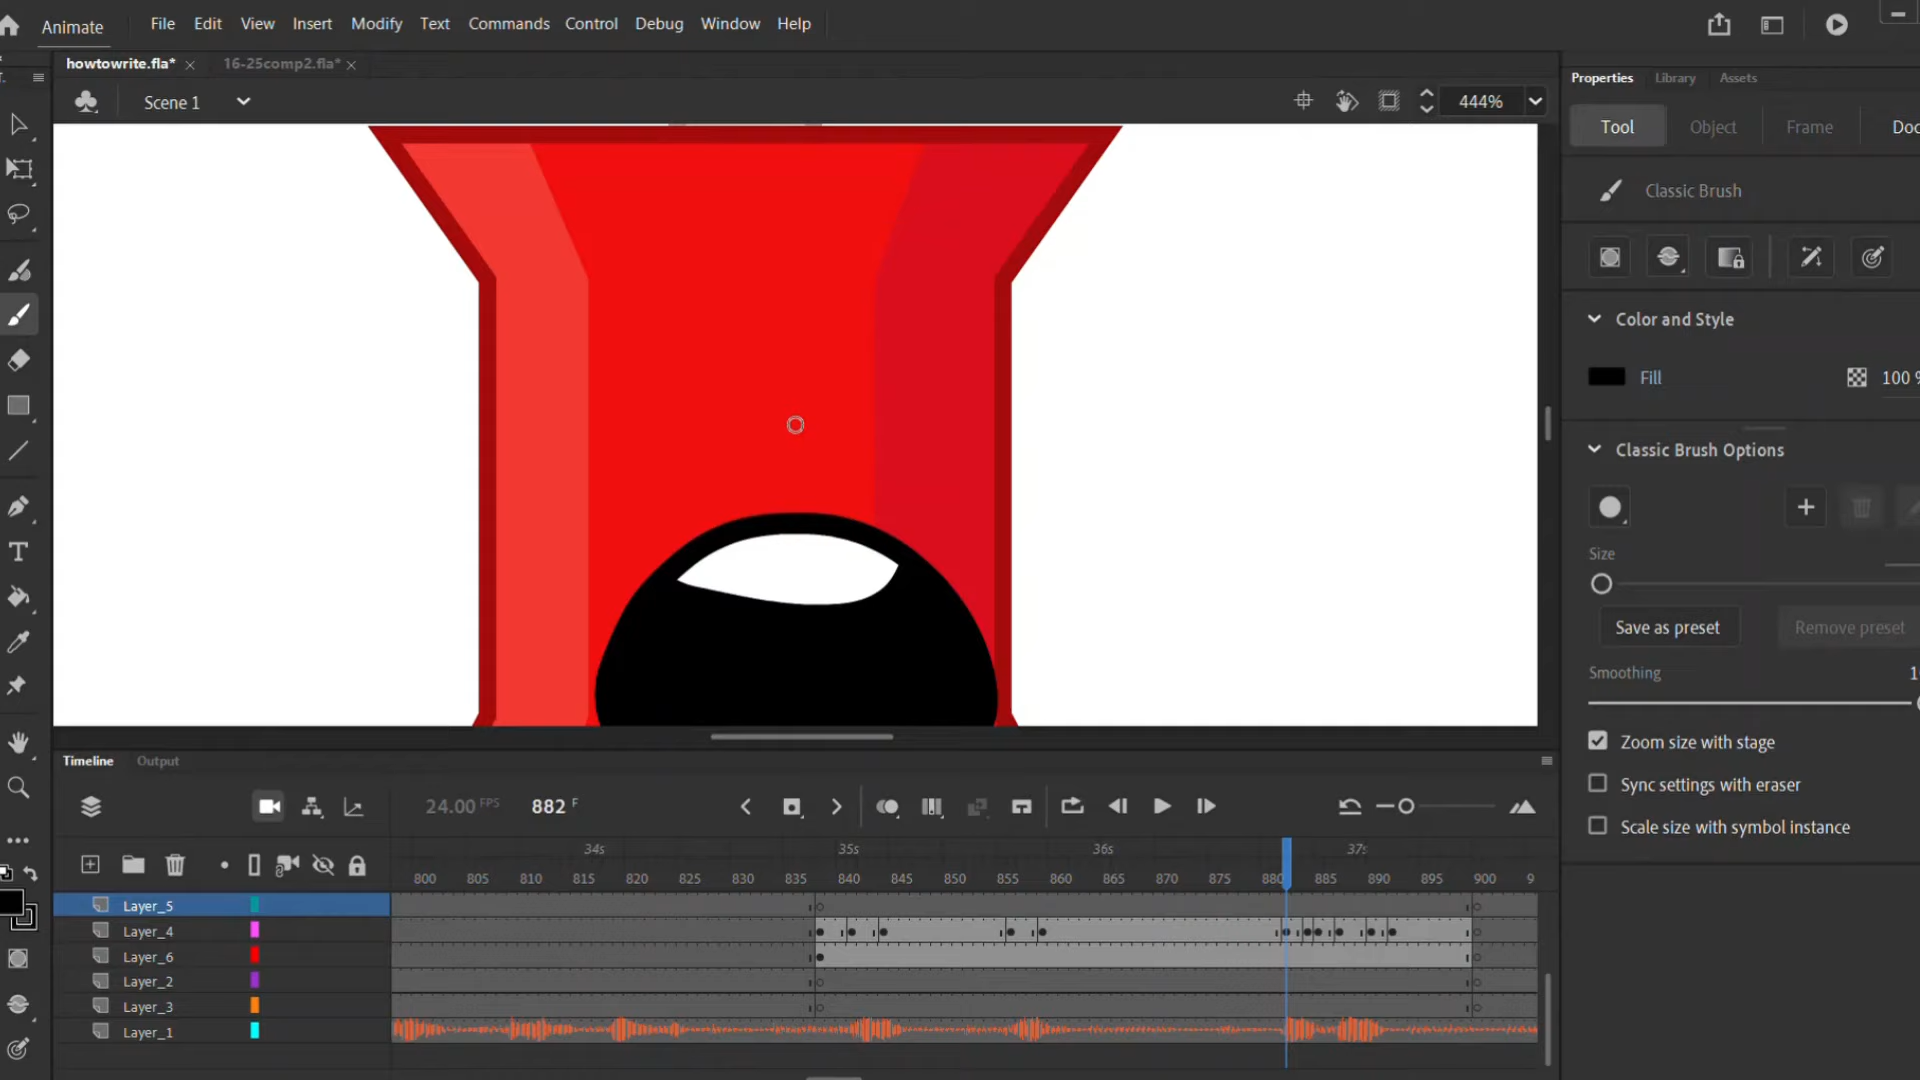 Animate File Edit View Insert Modify Text Commands Control Debug Window Help
howtowrite.fla* 16-25comp2.fla*
Scene 1 444%
Properties Library Assets
Tool Object Frame Doc
Classic Brush
Color and Style
Fill 100 %
Classic Brush Options
Size
Save as preset Remove preset
Smoothing
Zoom size with stage
Sync settings with eraser
Scale size with symbol instance
Timeline Output
24.00 FPS 882 F
34s 35s 36s 37s
800 805 810 815 820 825 830 835 840 845 850 855 860 865 870 875 880 885 890 895 900 9
Layer_5
Layer_4
Layer_6
Layer_2
Layer_3
Layer_1